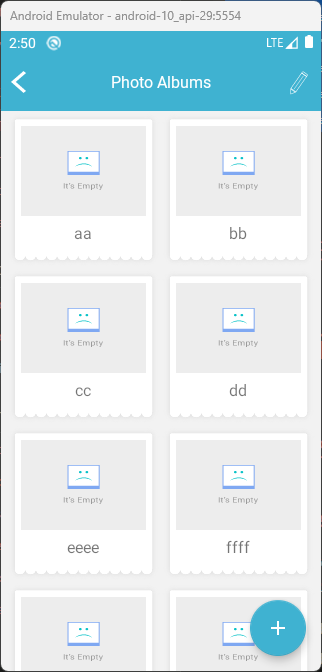 Android Emulator - android-10_api-29:5554
2:50 LTE
Photo Albums
It's Empty It's Empty
aa bb
It's Empty It's Empty
cc dd
It's Empty It's Empty
eeee ffff
It's Empty It's Empty